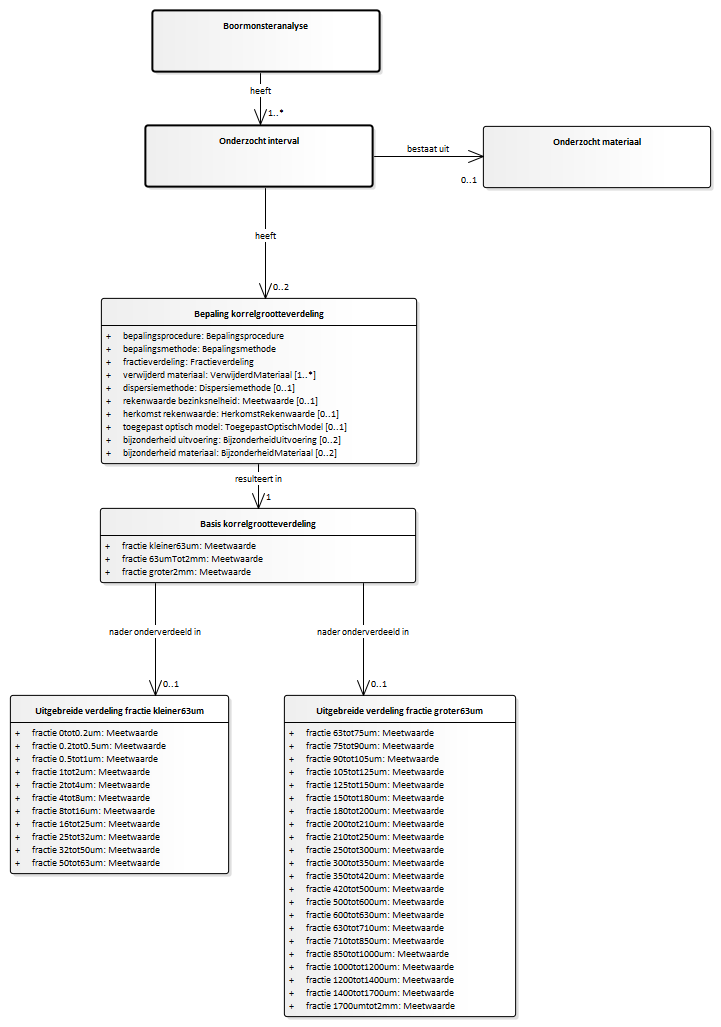 Boormonsteranalyse
heeft
1..*
Onderzocht interval
bestaat uit
0..1
Onderzocht materiaal
heeft
0..2
Bepaling korrelgrootteverdeling
+ bepalingsprocedure: Bepalingsprocedure
+ bepalingsmethode: Bepalingsmethode
+ fractieverdeling: Fractieverdeling
+ verwijderd materiaal: VerwijderdMateriaal [1..*]
+ dispersiemethode: Dispersiemethode [0..1]
+ rekenwaarde bezinksnelheid: Meetwaarde [0..1]
+ herkomst rekenwaarde: HerkomstRekenwaarde [0..1]
+ toegepast optisch model: ToegepastOptischModel [0..1]
+ bijzonderheid uitvoering: BijzonderheidUitvoering [0..2]
+ bijzonderheid materiaal: BijzonderheidMateriaal [0..2]
resulteert in
1
Basis korrelgrootteverdeling
+ fractie kleiner63um: Meetwaarde
+ fractie 63umTot2mm: Meetwaarde
+ fractie groter2mm: Meetwaarde
nader onderverdeeld in
0..1
nader onderverdeeld in
0..1
Uitgebreide verdeling fractie kleiner63um
+ fractie 0tot0.2um: Meetwaarde
+ fractie 0.2tot0.5um: Meetwaarde
+ fractie 0.5tot1um: Meetwaarde
+ fractie 1tot2um: Meetwaarde
+ fractie 2tot4um: Meetwaarde
+ fractie 4tot8um: Meetwaarde
+ fractie 8tot16um: Meetwaarde
+ fractie 16tot25um: Meetwaarde
+ fractie 25tot32um: Meetwaarde
+ fractie 32tot50um: Meetwaarde
+ fractie 50tot63um: Meetwaarde
Uitgebreide verdeling fractie groter63um
+ fractie 63tot75um: Meetwaarde
+ fractie 75tot90um: Meetwaarde
+ fractie 90tot105um: Meetwaarde
+ fractie 105tot125um: Meetwaarde
+ fractie 125tot150um: Meetwaarde
+ fractie 150tot180um: Meetwaarde
+ fractie 180tot200um: Meetwaarde
+ fractie 200tot210um: Meetwaarde
+ fractie 210tot250um: Meetwaarde
+ fractie 250tot300um: Meetwaarde
+ fractie 300tot350um: Meetwaarde
+ fractie 350tot420um: Meetwaarde
+ fractie 420tot500um: Meetwaarde
+ fractie 500tot600um: Meetwaarde
+ fractie 600tot630um: Meetwaarde
+ fractie 630tot710um: Meetwaarde
+ fractie 710tot850um: Meetwaarde
+ fractie 850tot1000um: Meetwaarde
+ fractie 1000tot1200um: Meetwaarde
+ fractie 1200tot1400um: Meetwaarde
+ fractie 1400tot1700um: Meetwaarde
+ fractie 1700umtot2mm: Meetwaarde